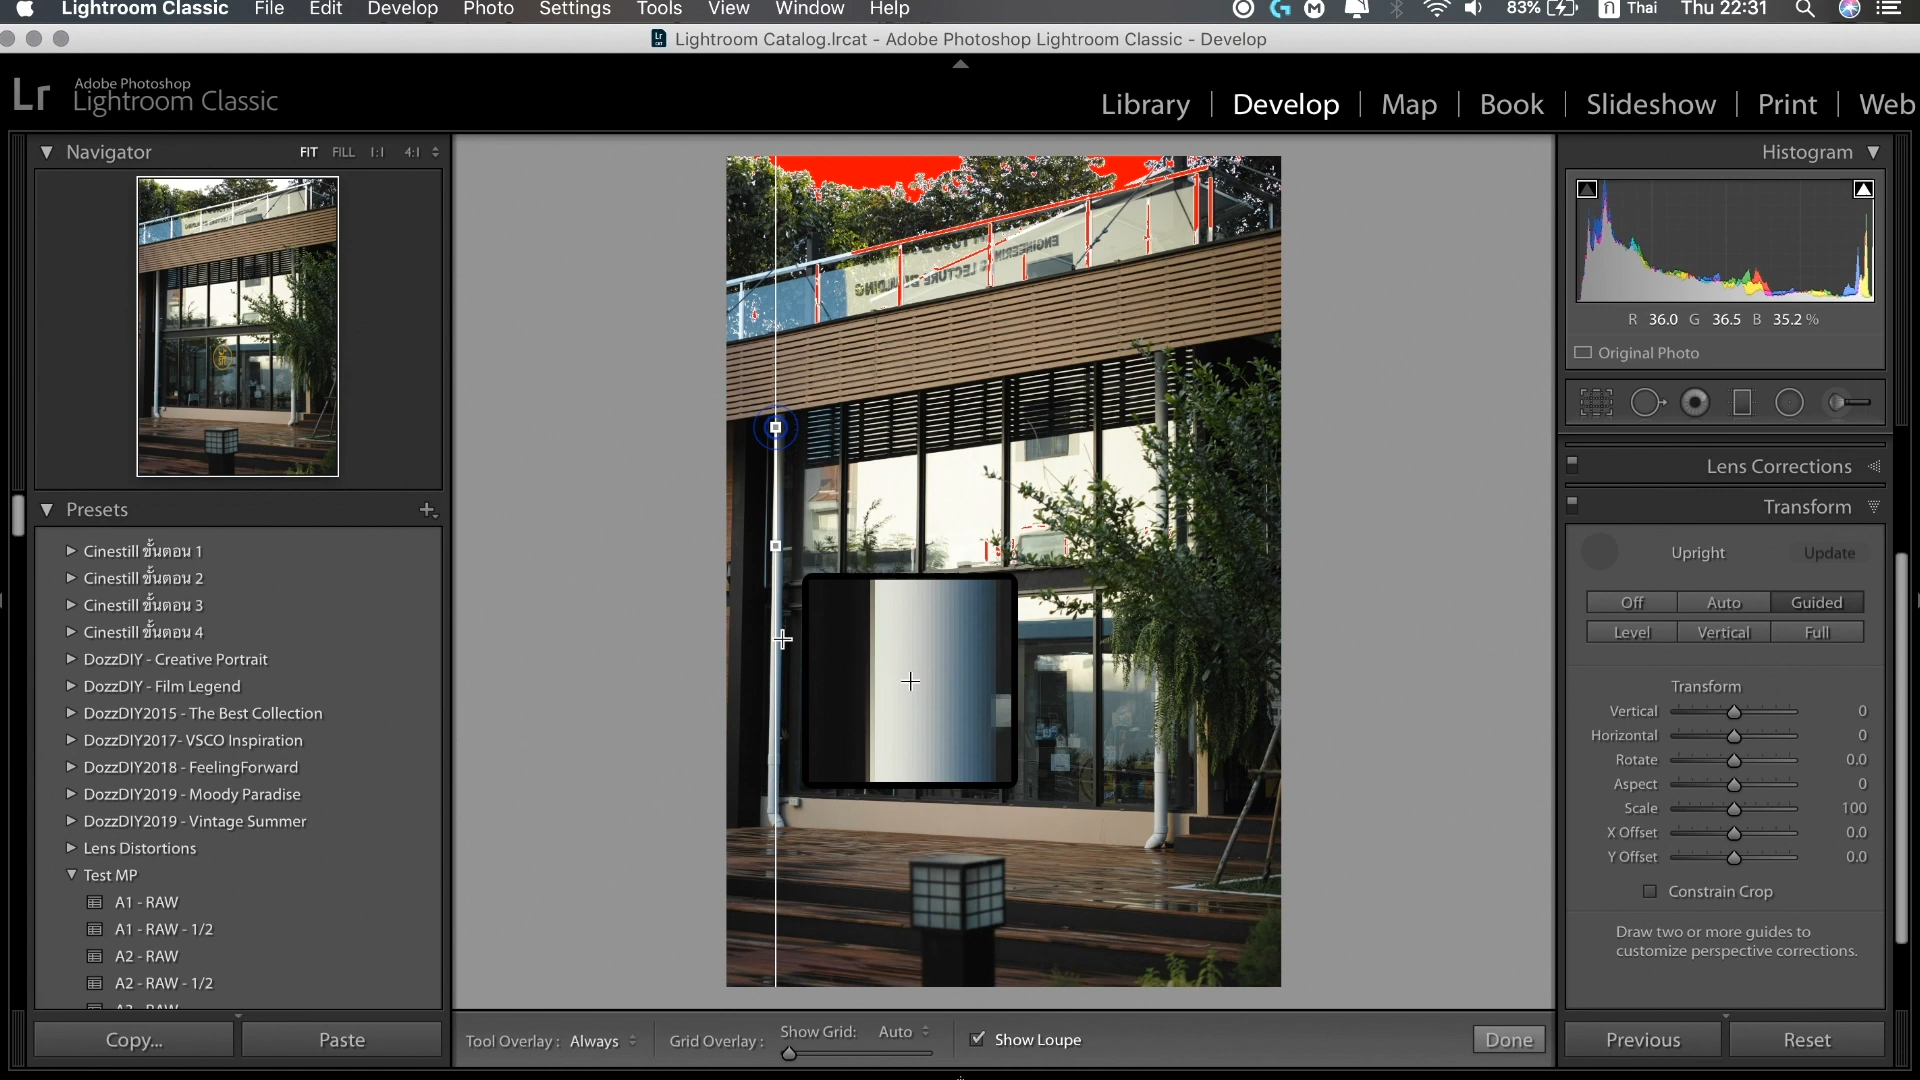 Lightroom Classic File Edit Develop Photo Settings Tools View Window Help 83% ก Thai Thu 22:31
Lightroom Catalog.lrcat - Adobe Photoshop Lightroom Classic - Develop
Lr Adobe Photoshop
Lightroom Classic
Library | Develop | Map | Book | Slideshow | Print | Web
Navigator FIT FILL 1:1 4:1
Presets +
Cinestill ขั้นตอน 1
Cinestill ขั้นตอน 2
Cinestill ขั้นตอน 3
Cinestill ขั้นตอน 4
DozzDIY - Creative Portrait
DozzDIY - Film Legend
DozzDIY2015 - The Best Collection
DozzDIY2017- VSCO Inspiration
DozzDIY2018 - FeelingForward
DozzDIY2019 - Moody Paradise
DozzDIY2019 - Vintage Summer
Lens Distortions
Test MP
A1 - RAW
A1 - RAW - 1/2
A2 - RAW
A2 - RAW - 1/2
Copy... Paste
LECTURE BUILDING
Tool Overlay : Always Grid Overlay : Show Grid: Auto Show Loupe Done
Histogram
R 36.0 G 36.5 B 35.2 %
Original Photo
Lens Corrections
Transform
Upright Update
Off Auto Guided
Level Vertical Full
Transform
Vertical 0
Horizontal 0
Rotate 0.0
Aspect 0
Scale 100
X Offset 0.0
Y Offset 0.0
Constrain Crop
Draw two or more guides to
customize perspective corrections.
Previous Reset